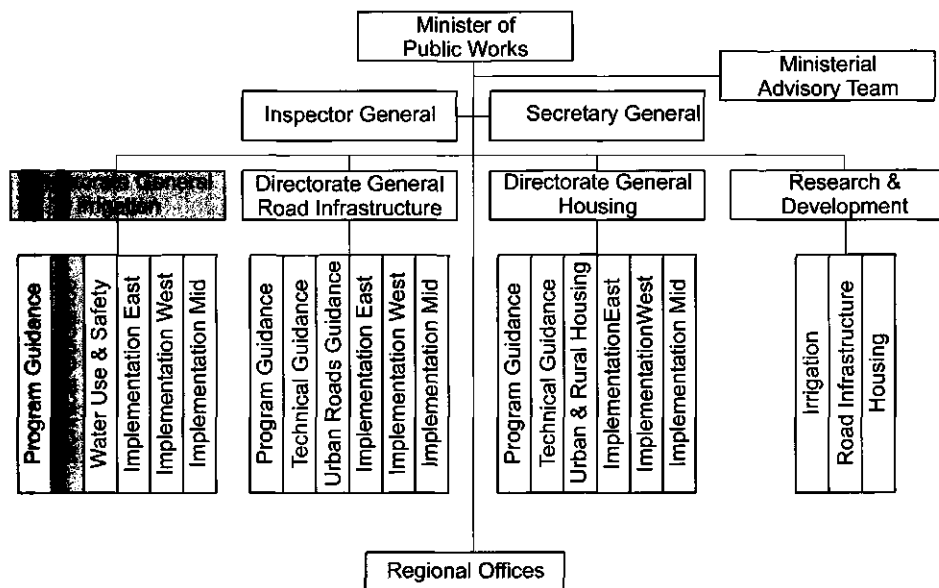 Minister of
Public Works
Ministerial
Advisory Team
Inspector General
Secretary General
General
Irrigation
Directorate General
Road Infrastructure
Directorate General
Housing
Research &
Development
Program Guidance
Water Use & Safety
Implementation East
Implementation West
Implementation Mid
Program Guidance
Technical Guidance
Urban Roads Guidance
Implementation East
Implementation West
Implementation Mid
Program Guidance
Technical Guidance
Urban & Rural Housing
ImplementationEast
ImplementationWest
Implementation Mid
Irrigation
Road Infrastructure
Housing
Regional Offices